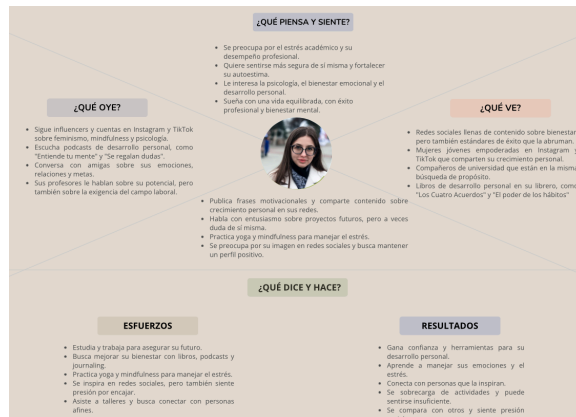 ¿QUÉ PIENSA Y SIENTE?
• Se preocupa por el estrés académico y su
desempeño profesional.
• Quiere sentirse más segura de sí misma y fortalecer
su autoestima.
• Le interesa la psicología, el bienestar emocional y el
desarrollo personal.
• Sueña con una vida equilibrada, con éxito
profesional y bienestar mental.
¿QUÉ OYE?
• Sigue influencers y cuentas en Instagram y TikTok
sobre feminismo, mindfulness y psicología.
• Escucha podcasts de desarrollo personal, como
"Entiende tu mente" y "Se regalan dudas".
• Conversa con amigas sobre sus emociones,
relaciones y metas.
• Sus profesores le hablan sobre su potencial, pero
también sobre la exigencia del campo laboral.
¿QUÉ VE?
• Redes sociales llenas de contenido sobre bienestar,
pero también estándares de éxito que la abruman.
• Mujeres jóvenes empoderadas en Instagram y
TikTok que comparten su crecimiento personal.
• Compañeros de universidad que están en la misma
búsqueda de propósito.
• Libros de desarrollo personal en su librero, como
"Los Cuatro Acuerdos" y "El poder de los hábitos"
• Publica frases motivacionales y comparte contenido sobre
crecimiento personal en sus redes.
• Habla con entusiasmo sobre proyectos futuros, pero a veces
duda de sí misma.
• Practica yoga y mindfulness para manejar el estrés.
• Se preocupa por su imagen en redes sociales y busca mantener
un perfil positivo.
¿QUÉ DICE Y HACE?
ESFUERZOS
• Estudia y trabaja para asegurar su futuro.
• Busca mejorar su bienestar con libros, podcasts y
journaling.
• Practica yoga y mindfulness para manejar el estrés.
• Se inspira en redes sociales, pero también siente
presión por encajar.
• Asiste a talleres y busca conectar con personas
afines.
RESULTADOS
• Gana confianza y herramientas para su
desarrollo personal.
• Aprende a manejar sus emociones y el
estrés.
• Conecta con personas que la inspiran.
• Se sobrecarga de actividades y puede
sentirse insuficiente.
• Se compara con otros y siente presión